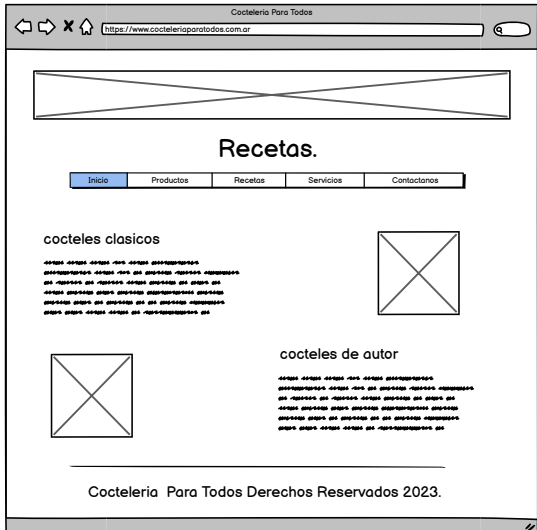 Cocteleria Para Todos
https://www.cocteleriaparatodos.com.ar
Recetas.
Inicio Productos Recetas Servicios Contactanos
cocteles clasicos
cocteles de autor
Cocteleria Para Todos Derechos Reservados 2023.